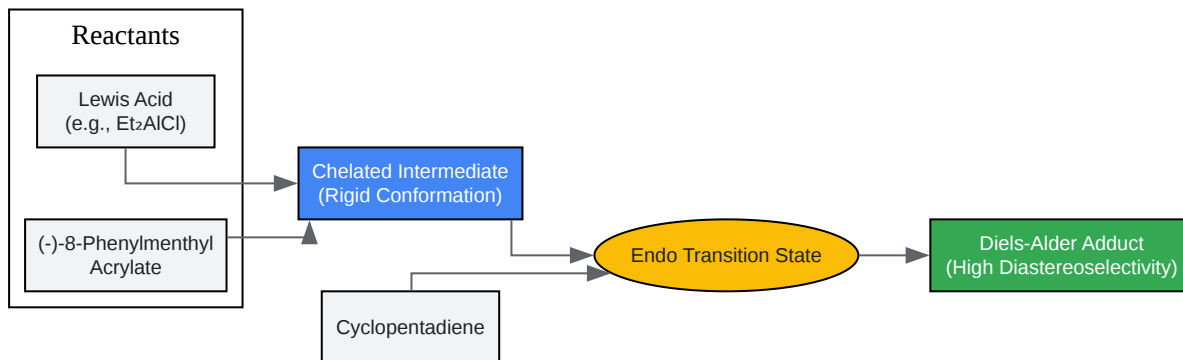 Reactants
Lewis Acid
(e.g., Et₂AlCl)
(-)-8-Phenylmenthyl
Acrylate
Chelated Intermediate
(Rigid Conformation)
Cyclopentadiene
Endo Transition State
Diels-Alder Adduct
(High Diastereoselectivity)